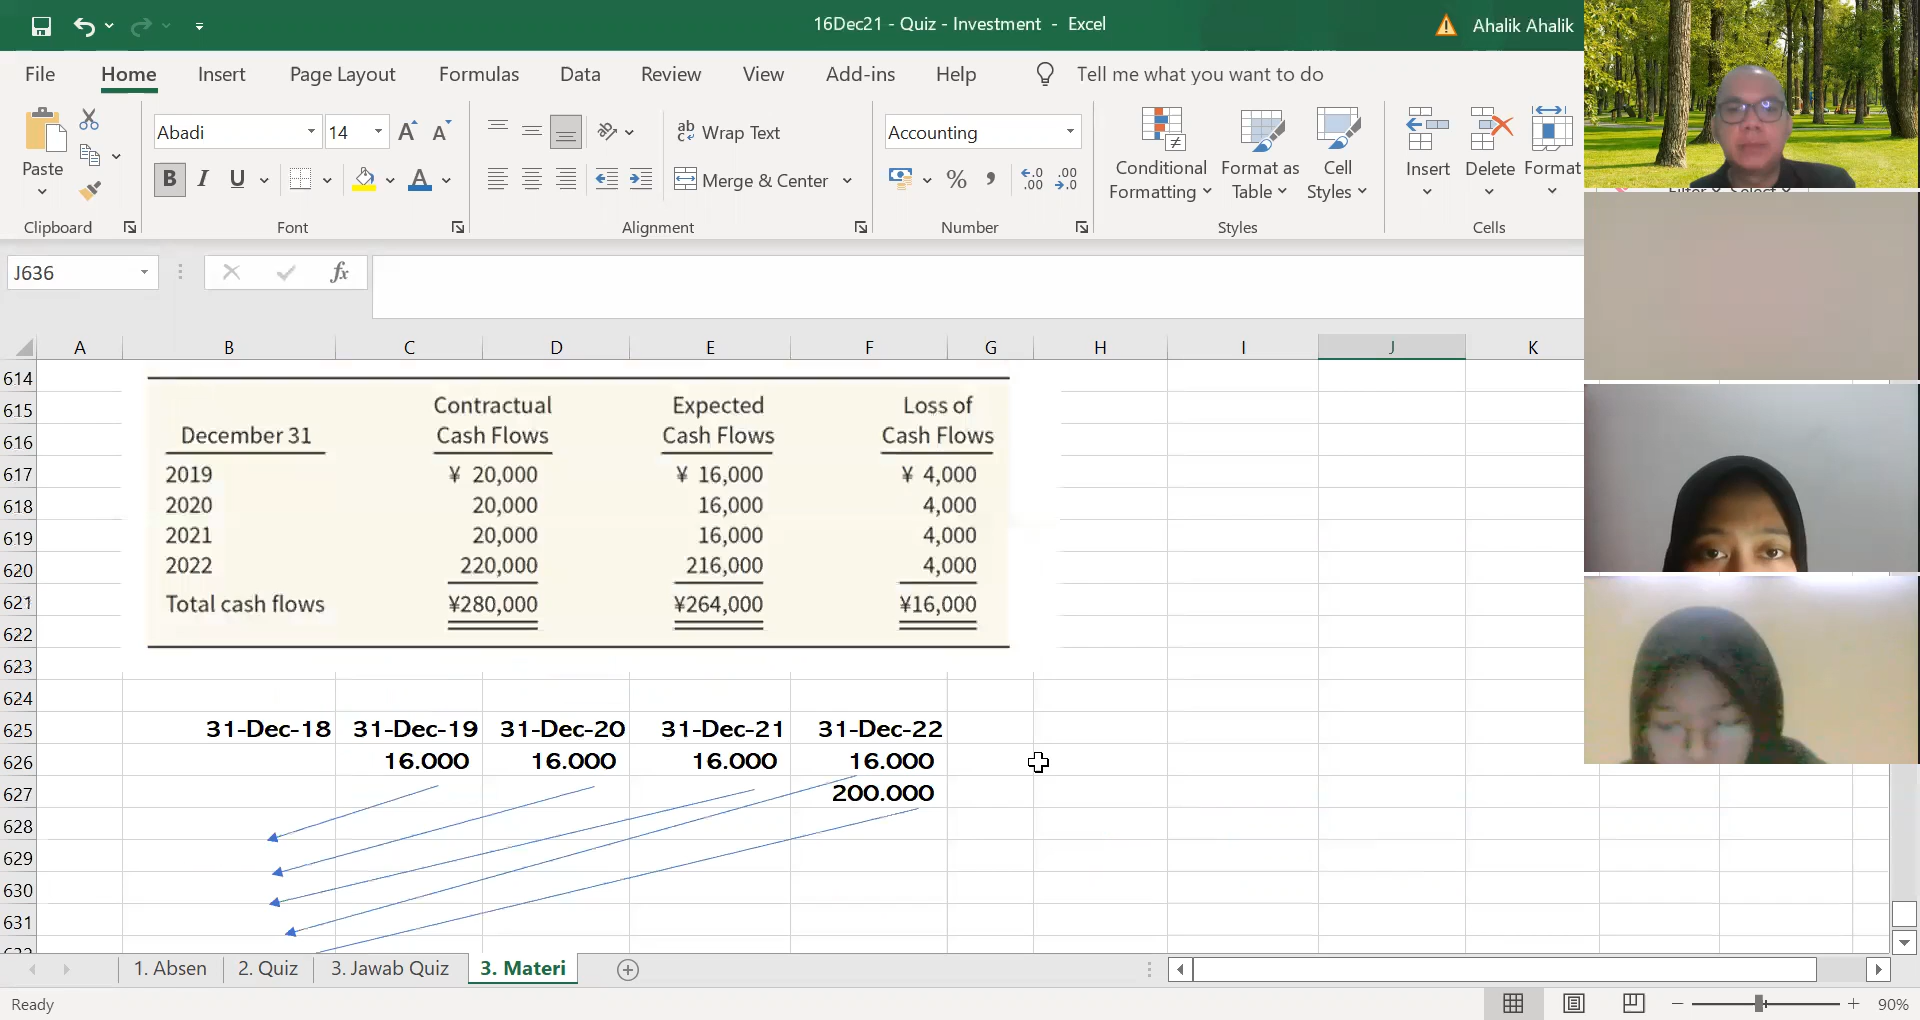 16Dec21 - Quiz - Investment - Excel
Ahalik Ahalik
File Home Insert Page Layout Formulas Data Review View Add-ins Help Tell me what you want to do
Abadi 14
Wrap Text
Accounting
Paste
B I U
Merge & Center
Conditional Formatting
Format as Table
Cell Styles
Insert Delete Format
Clipboard Font Alignment Number Styles Cells
J636
fx
A B C D E F G H I J K
614
615 Contractual Expected Loss of
616 December 31 Cash Flows Cash Flows Cash Flows
617 2019 ¥ 20,000 ¥ 16,000 ¥ 4,000
618 2020 20,000 16,000 4,000
619 2021 20,000 16,000 4,000
620 2022 220,000 216,000 4,000
621 Total cash flows ¥280,000 ¥264,000 ¥16,000
622
623
624
625 31-Dec-18 31-Dec-19 31-Dec-20 31-Dec-21 31-Dec-22
626 16.000 16.000 16.000 16.000
627 200.000
628
629
630
631
1. Absen 2. Quiz 3. Jawab Quiz 3. Materi
Ready
90%